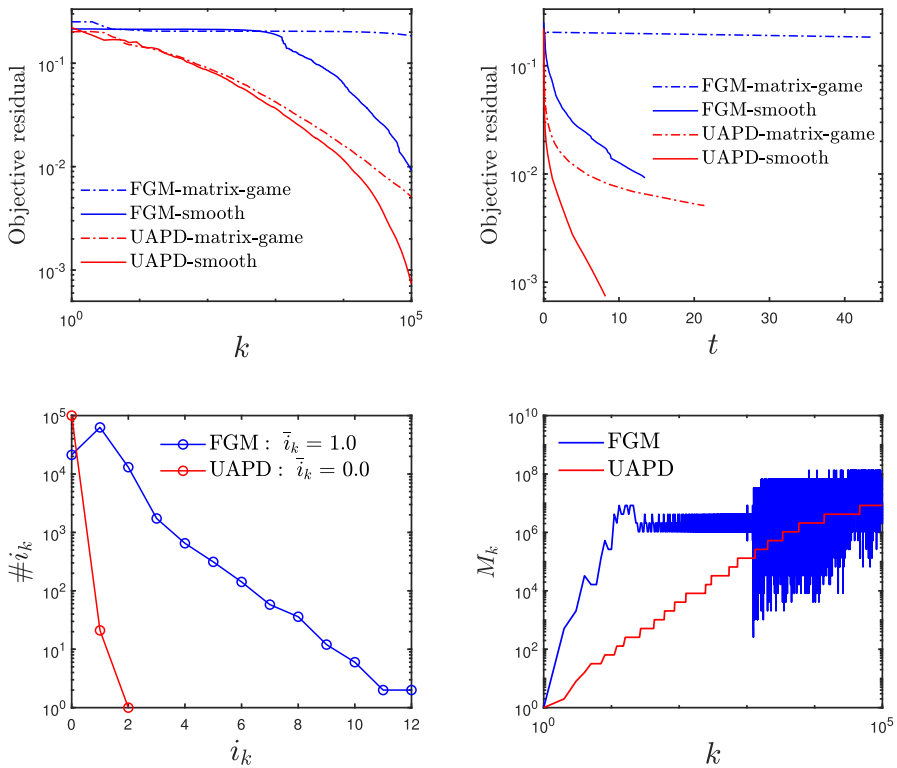 Objective residual
10^-1
10^-2
10^-3
FGM-matrix-game
FGM-smooth
UAPD-matrix-game
UAPD-smooth
10^0
10^5
k
Objective residual
10^-1
10^-2
10^-3
FGM-matrix-game
FGM-smooth
UAPD-matrix-game
UAPD-smooth
0
10
20
30
40
t
#i_k
10^5
10^4
10^3
10^2
10^1
10^0
FGM : ī_k = 1.0
UAPD : ī_k = 0.0
0
2
4
6
8
10
12
i_k
M_k
10^10
10^8
10^6
10^4
10^2
10^0
FGM
UAPD
10^0
10^5
k